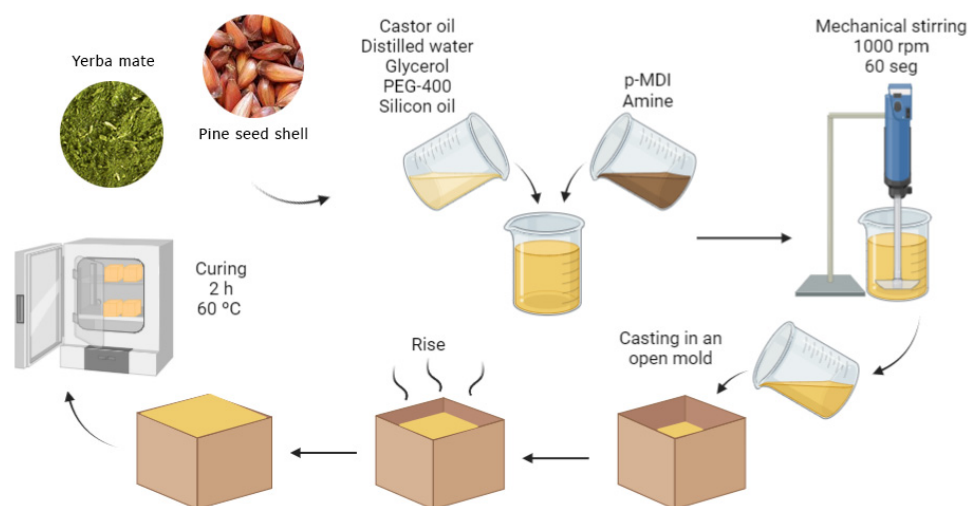 Yerba mate
Pine seed shell
Castor oil
Distilled water
Glycerol
PEG-400
Silicon oil
p-MDI
Amine
Mechanical stirring
1000 rpm
60 seg
Casting in an
open mold
Rise
Curing
2 h
60 ºC